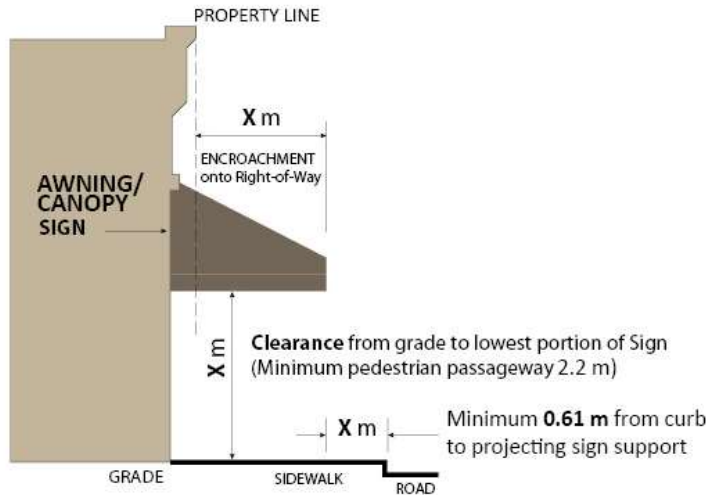 PROPERTY LINE
X m
ENCROACHMENT
onto Right-of-Way
AWNING/
CANOPY
SIGN
X m
Clearance from grade to lowest portion of Sign
(Minimum pedestrian passageway 2.2 m)
X m
Minimum 0.61 m from curb
to projecting sign support
GRADE
SIDEWALK
ROAD